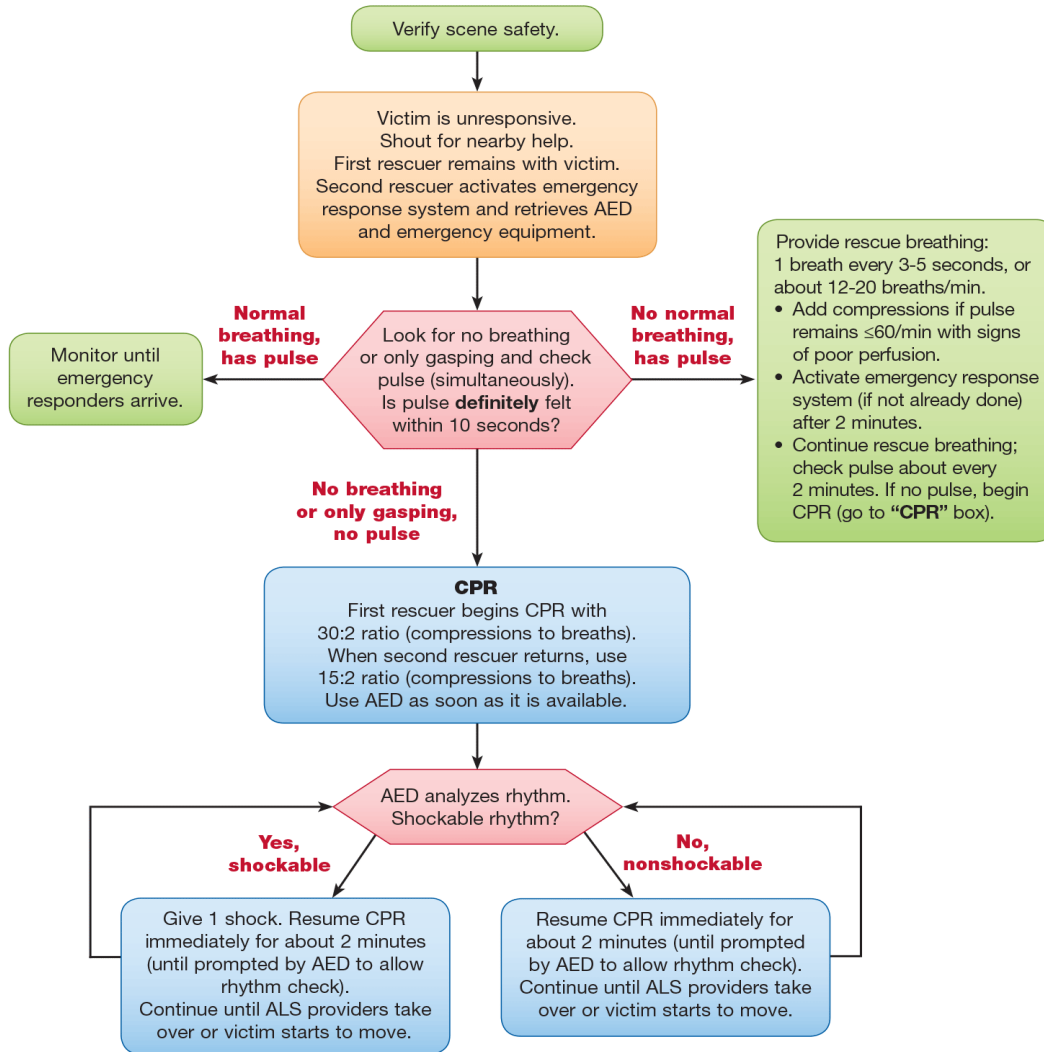 Verify scene safety.
Victim is unresponsive.
Shout for nearby help.
First rescuer remains with victim.
Second rescuer activates emergency
response system and retrieves AED
and emergency equipment.
Normal
breathing,
has pulse
Monitor until
emergency
responders arrive.
Look for no breathing
or only gasping and check
pulse (simultaneously).
Is pulse definitely felt
within 10 seconds?
No normal
breathing,
has pulse
Provide rescue breathing:
1 breath every 3-5 seconds, or
about 12-20 breaths/min.
• Add compressions if pulse
remains ≤60/min with signs
of poor perfusion.
• Activate emergency response
system (if not already done)
after 2 minutes.
• Continue rescue breathing;
check pulse about every
2 minutes. If no pulse, begin
CPR (go to “CPR” box).
No breathing
or only gasping,
no pulse
CPR
First rescuer begins CPR with
30:2 ratio (compressions to breaths).
When second rescuer returns, use
15:2 ratio (compressions to breaths).
Use AED as soon as it is available.
AED analyzes rhythm.
Shockable rhythm?
Yes,
shockable
No,
nonshockable
Give 1 shock. Resume CPR
immediately for about 2 minutes
(until prompted by AED to allow
rhythm check).
Continue until ALS providers take
over or victim starts to move.
Resume CPR immediately for
about 2 minutes (until prompted
by AED to allow rhythm check).
Continue until ALS providers take
over or victim starts to move.